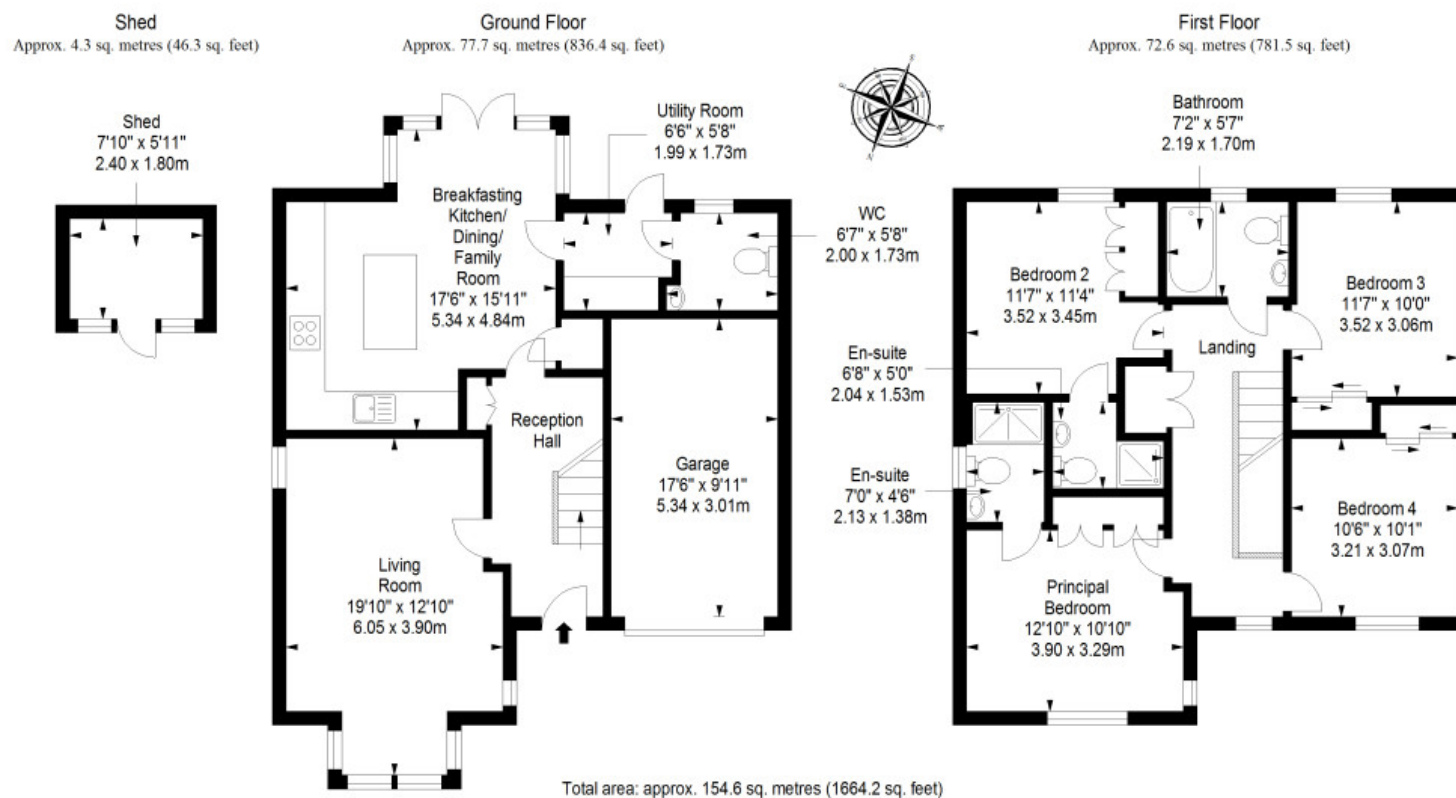 Shed
Approx. 4.3 sq. metres (46.3 sq. feet)
Shed
7'10" x 5'11"
2.40 x 1.80m
Ground Floor
Approx. 77.7 sq. metres (836.4 sq. feet)
Utility Room
6'6" x 5'8"
1.99 x 1.73m
Breakfasting
Kitchen/
Dining/
Family
Room
17'6" x 15'11"
5.34 x 4.84m
WC
6'7" x 5'8"
2.00 x 1.73m
Reception
Hall
Garage
17'6" x 9'11"
5.34 x 3.01m
Living
Room
19'10" x 12'10"
6.05 x 3.90m
First Floor
Approx. 72.6 sq. metres (781.5 sq. feet)
Bathroom
7'2" x 5'7"
2.19 x 1.70m
Bedroom 2
11'7" x 11'4"
3.52 x 3.45m
Bedroom 3
11'7" x 10'0"
3.52 x 3.06m
Landing
En-suite
6'8" x 5'0"
2.04 x 1.53m
En-suite
7'0" x 4'6"
2.13 x 1.38m
Bedroom 4
10'6" x 10'1"
3.21 x 3.07m
Principal
Bedroom
12'10" x 10'10"
3.90 x 3.29m
Total area: approx. 154.6 sq. metres (1664.2 sq. feet)